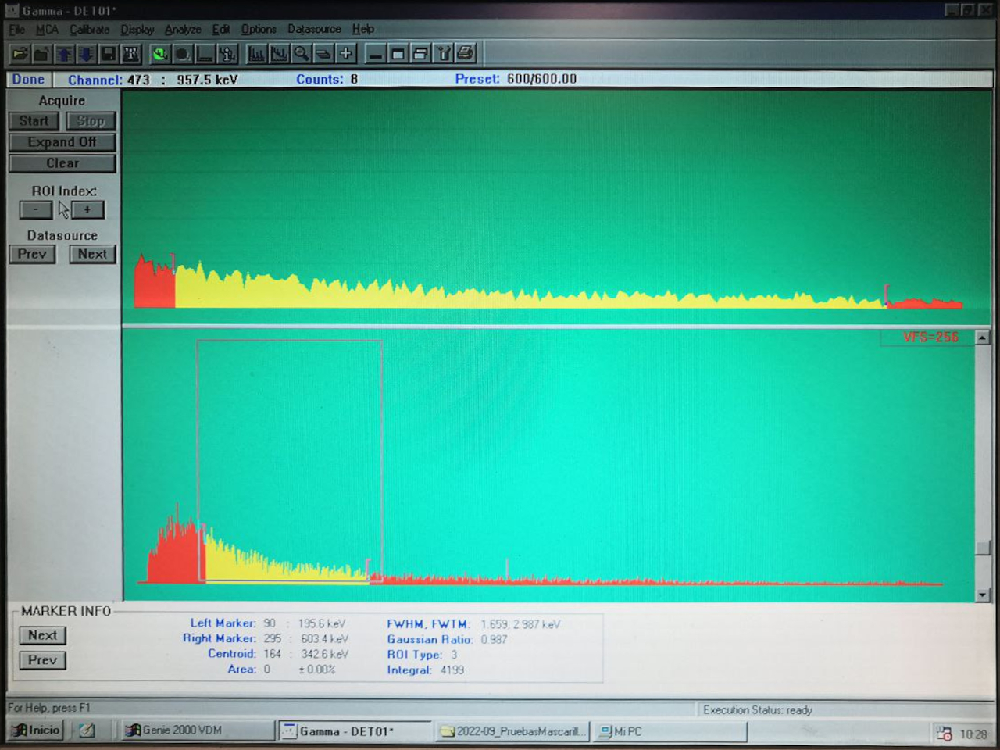 Gamma - DET01*
File MCA Calibrate Display Analyze Edit Options Datasource Help
Done Channel: 473 : 957.5 keV Counts: 8 Preset: 600/600.00
Acquire
Start Stop
Expand Off
Clear
ROI Index:
- +
Datasource
Prev Next
VFS=256
MARKER INFO
Next
Prev
Left Marker: 90 : 195.6 keV FWHM, FWTM: 1.659, 2.987 keV
Right Marker: 295 : 603.4 keV Gaussian Ratio: 0.987
Centroid: 164 : 342.6 keV ROI Type: 3
Area: 0 ± 0.00% Integral: 4199
For Help, press F1 Execution Status: ready
Inicio Genie 2000 VDM Gamma - DET01* 2022-09_PruebasMascarill... Mi PC 10:28